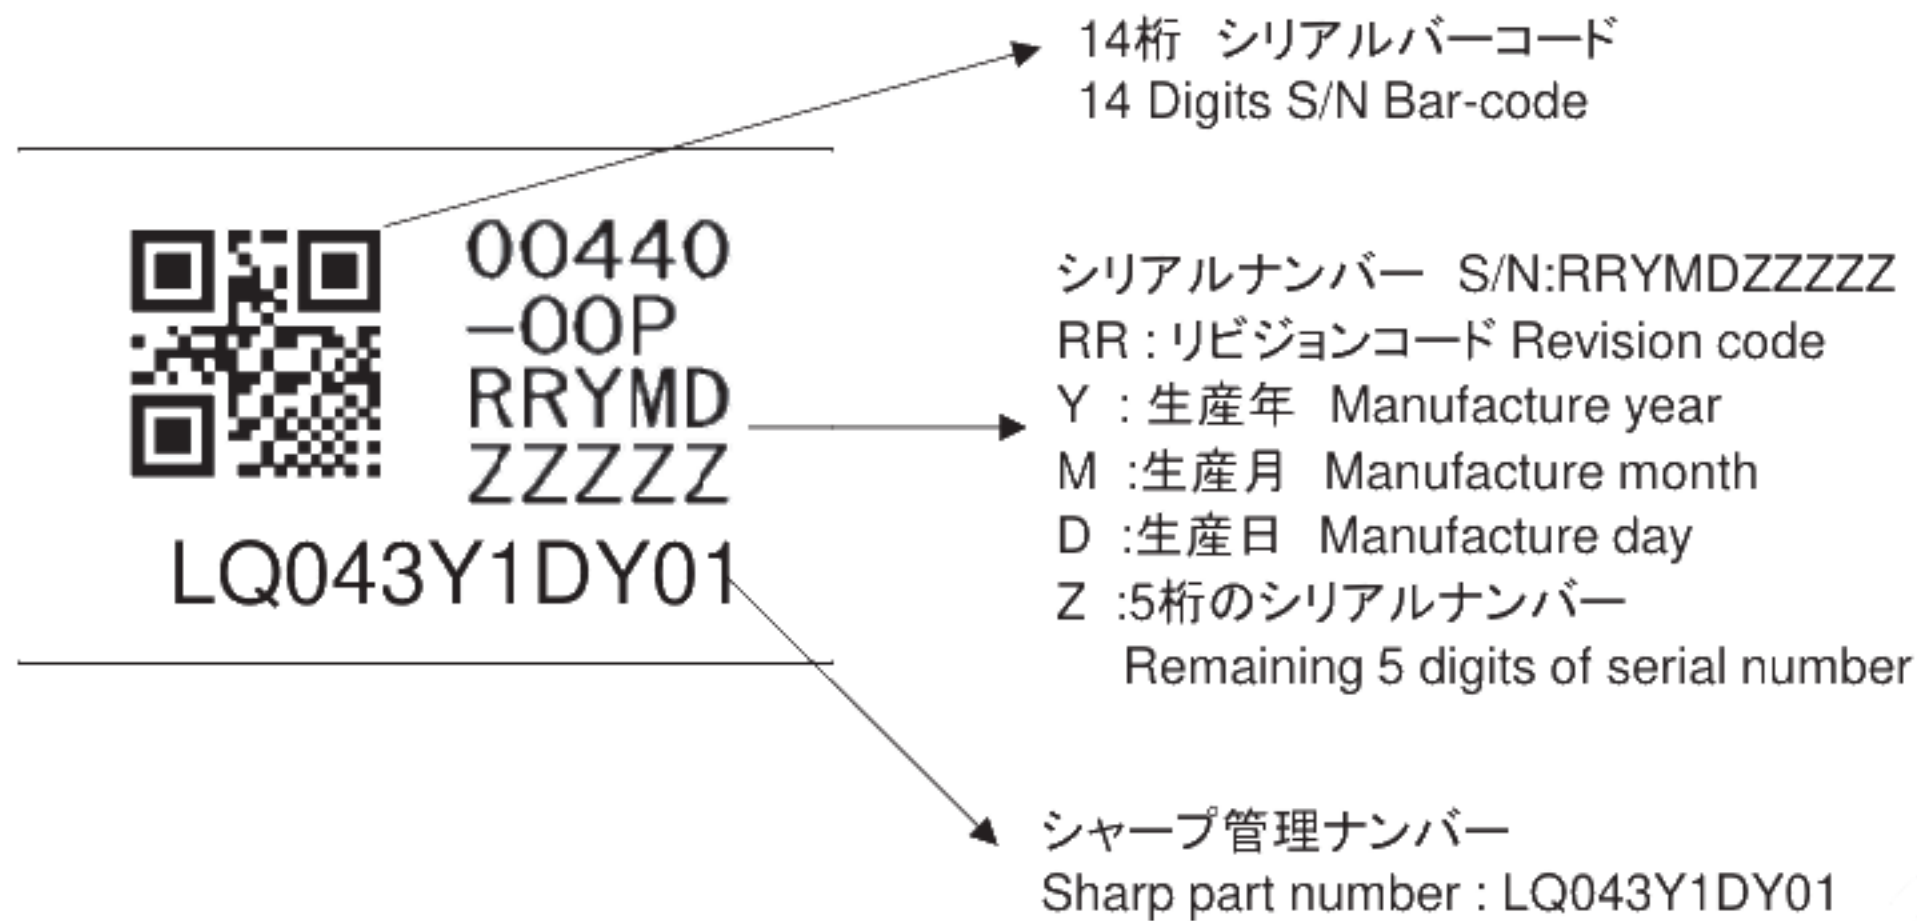 14桁 シリアルバーコード
14 Digits S/N Bar-code
00440
-00P
RRYMD
ZZZZZ
LQ043Y1DY01
シリアルナンバー S/N:RRYMDZZZZZ
RR : リビジョンコード Revision code
Y : 生産年 Manufacture year
M :生産月 Manufacture month
D :生産日 Manufacture day
Z :5桁のシリアルナンバー
Remaining 5 digits of serial number
シャープ管理ナンバー
Sharp part number : LQ043Y1DY01